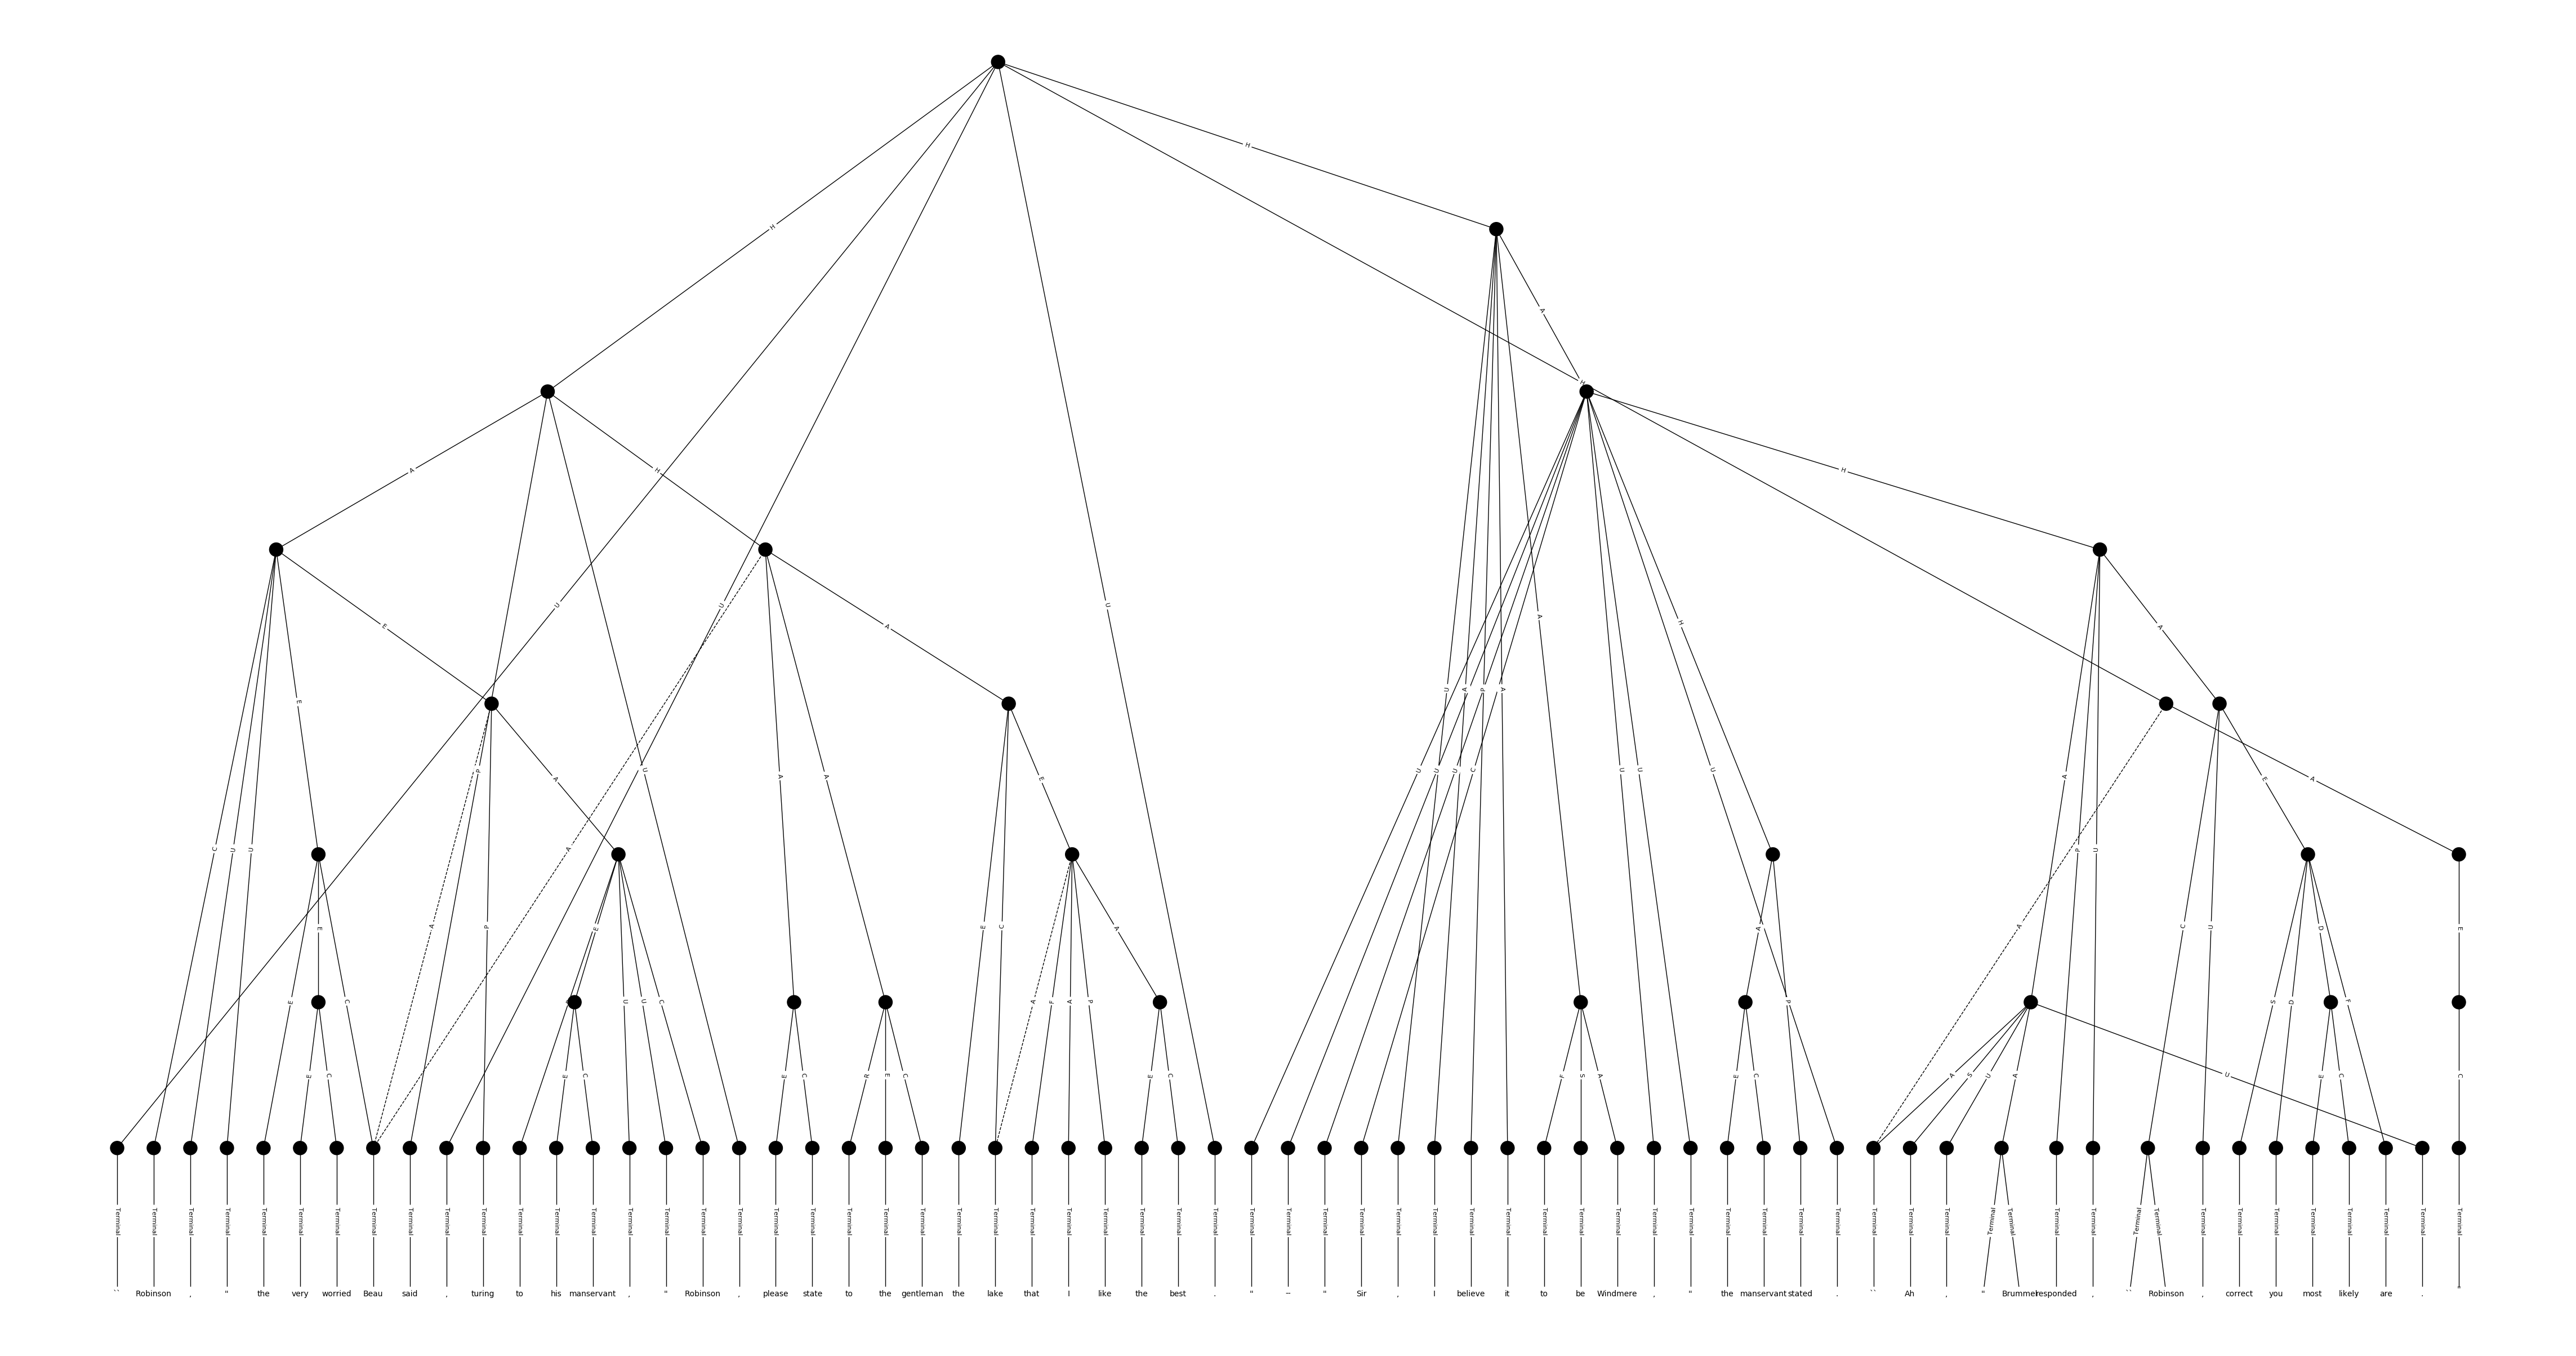 H
H
A
H
H
A
H
H
U
U
U
U
A
A
E
A
H
A
E
U
A
P
A
A
P
A
A
A
U
U
U
C
U
U
U
E
E
A
C
U
U
A
P
U
A
E
C
U
A
E
E
E
C
A
A
S
D
D
F
E
E
C
E
U
U
C
A
F
A
P
P
E
C
E
C
E
C
R
E
C
E
C
F
S
A
E
C
A
S
U
A
U
E
C
C
Terminal Terminal Terminal Terminal Terminal Terminal Terminal Terminal Terminal Terminal Terminal Terminal Terminal Terminal Terminal Terminal Terminal Terminal Terminal Terminal Terminal Terminal Terminal Terminal Terminal Terminal Terminal Terminal Terminal Terminal Terminal Terminal Terminal Terminal Terminal Terminal Terminal Terminal Terminal Terminal Terminal Terminal Terminal Terminal Terminal Terminal Terminal Terminal Terminal Terminal Terminal Terminal Terminal Terminal Terminal Terminal Terminal Terminal Terminal Terminal Terminal Terminal Terminal Terminal Terminal Terminal
`` Robinson , " the very worried Beau said , turing to his manservant , " Robinson , please state to the gentleman the lake that I like the best . " -- " Sir , I believe it to be Windmere , " the manservant stated . `` Ah , " Brummel responded , `` Robinson , correct you most likely are . "